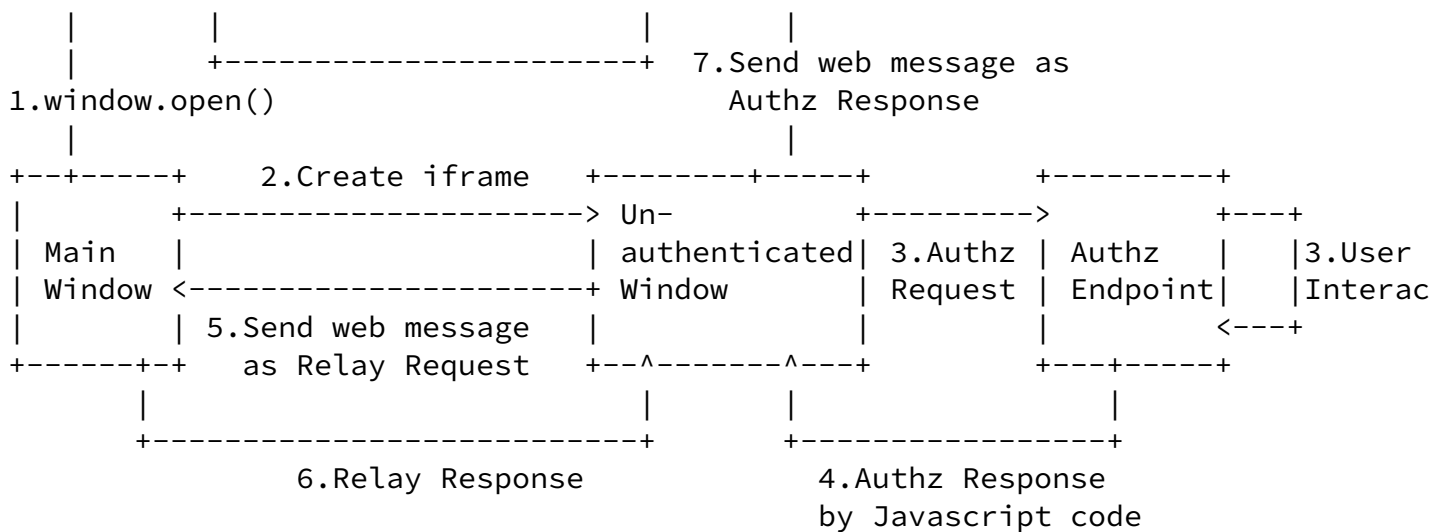 7.Send web message as
1.window.open() Authz Response
2.Create iframe
Un-
Main authenticated 3.Authz Authz 3.User
Window Window Request Endpoint Interac
5.Send web message
as Relay Request
6.Relay Response 4.Authz Response
by Javascript code